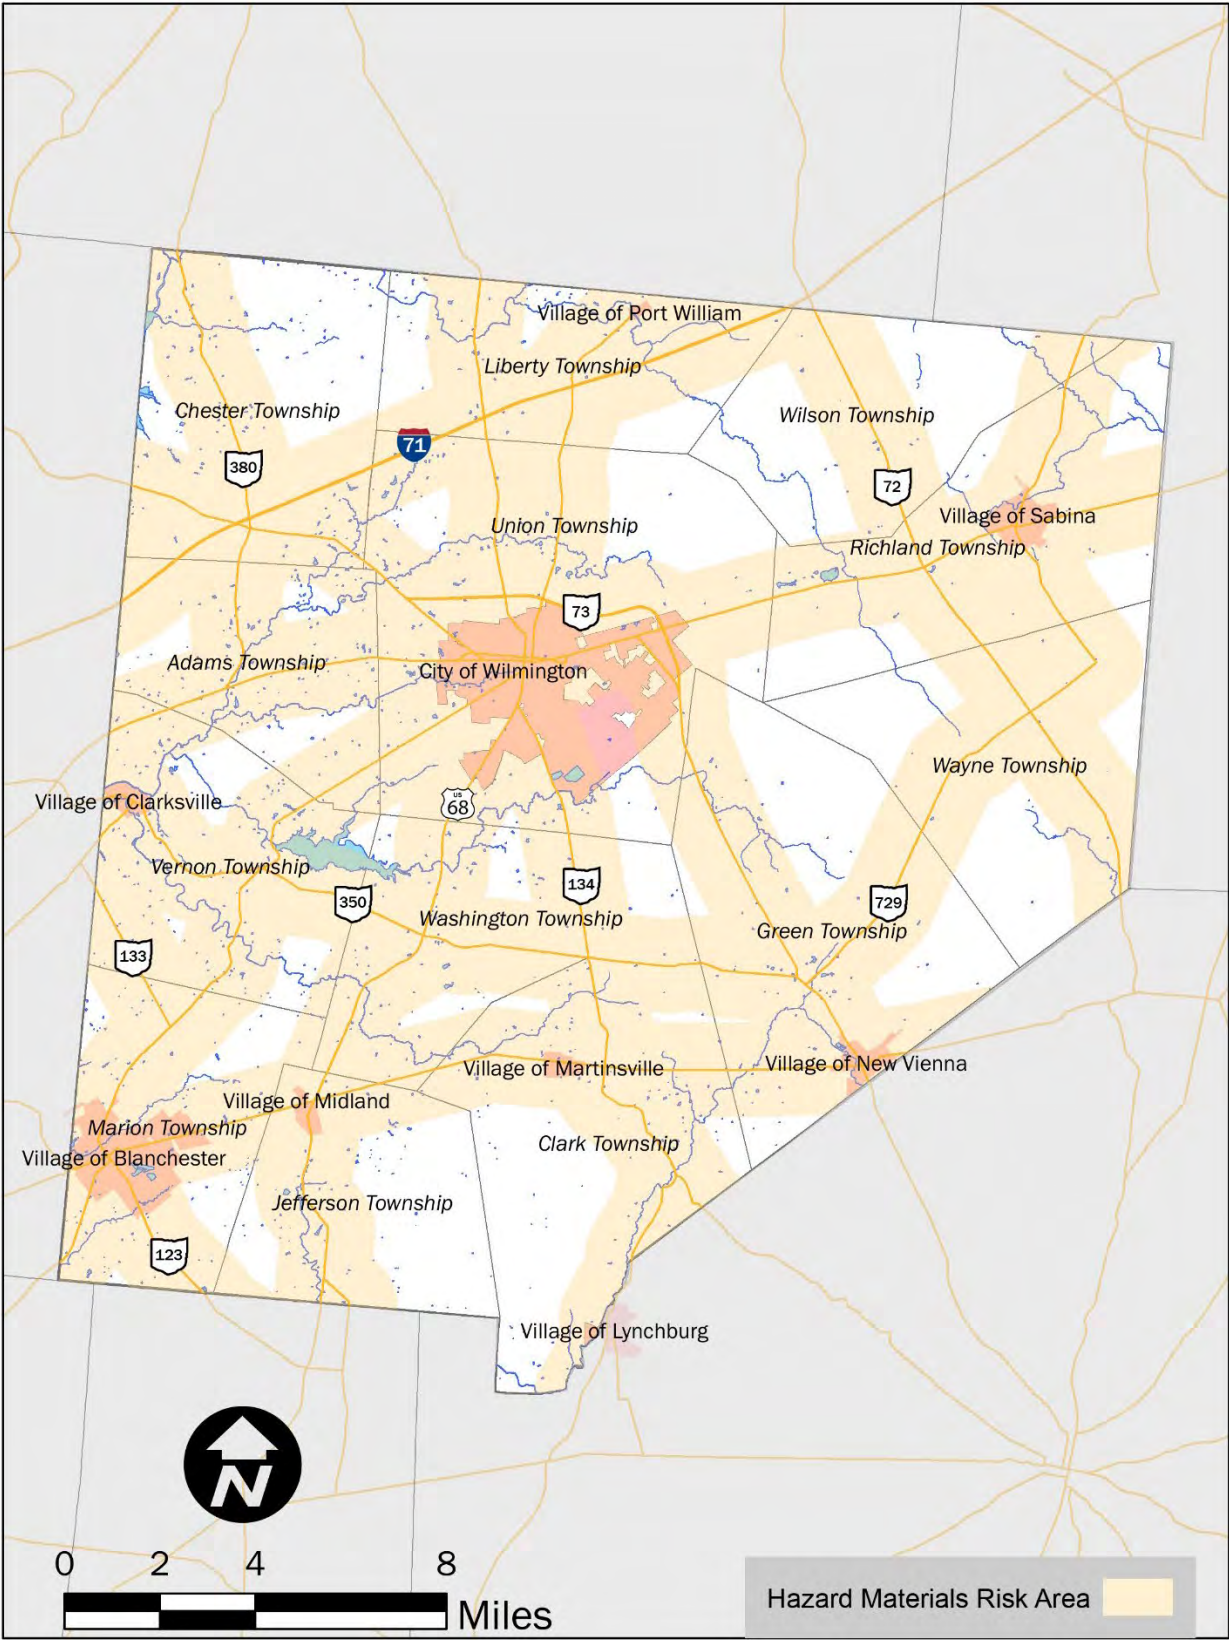 Village of Port William
Liberty Township
Chester Township
Wilson Township
71
380
72
Village of Sabina
Union Township
Richland Township
73
Adams Township
City of Wilmington
Wayne Township
Village of Clarksville
US
68
Vernon Township
134
350
729
Washington Township
Green Township
133
Village of Martinsville
Village of New Vienna
Village of Midland
Marion Township
Clark Township
Village of Blanchester
Jefferson Township
123
Village of Lynchburg
N
0 2 4 8
Miles
Hazard Materials Risk Area